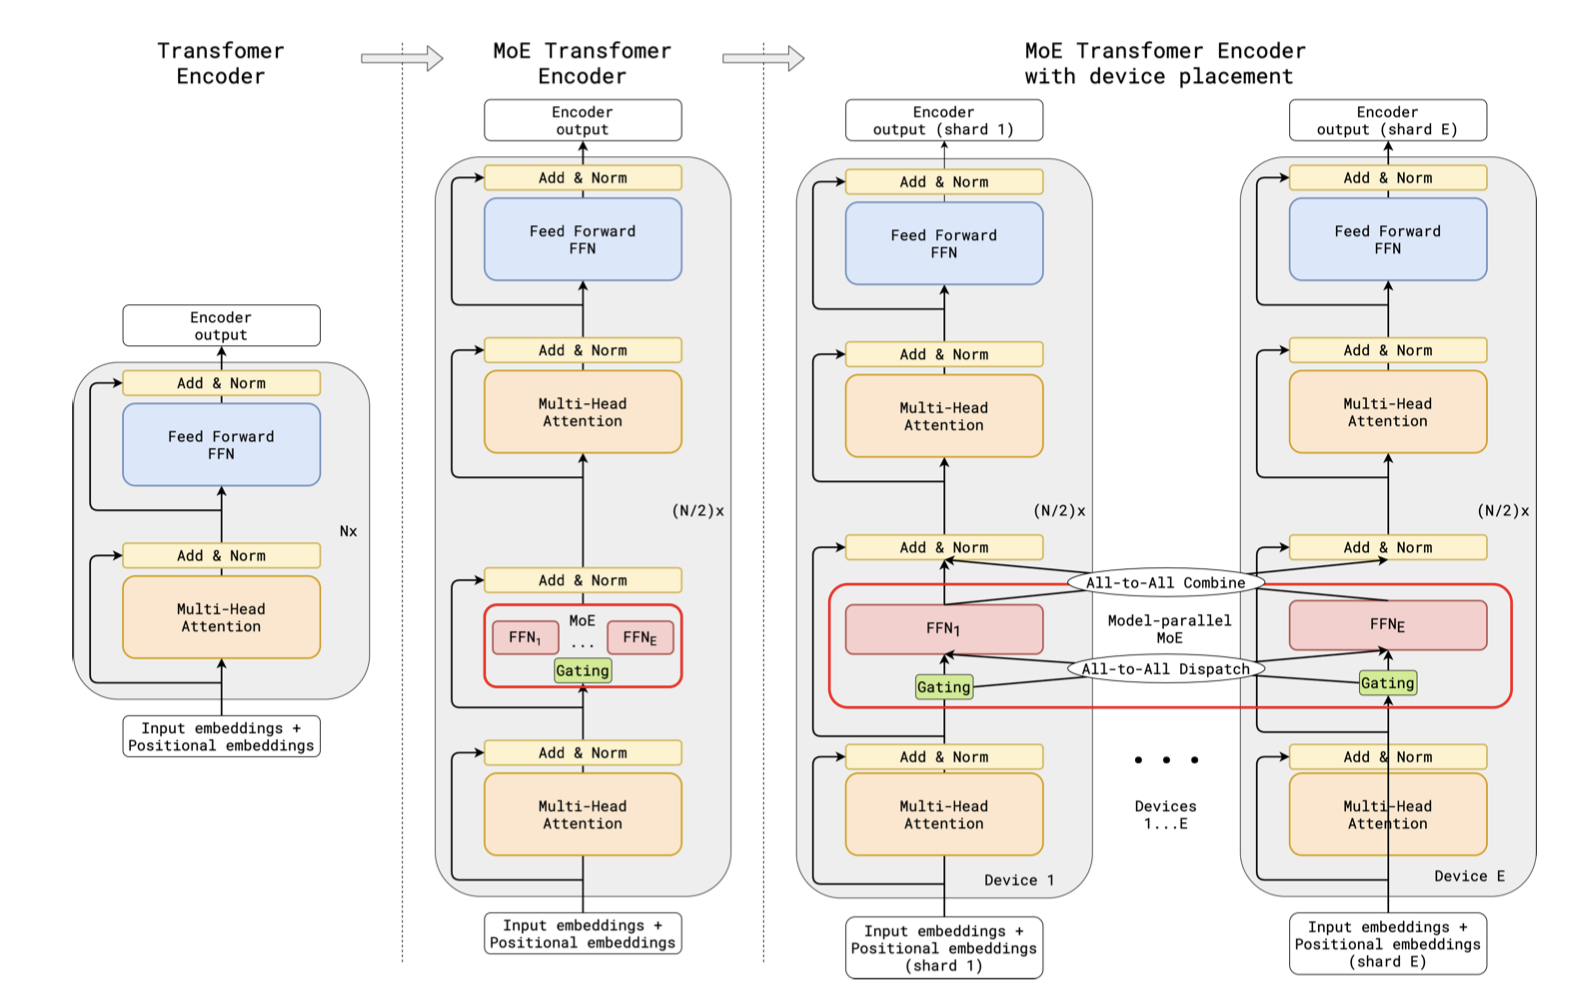 Transfomer
Encoder
Encoder
output
Add & Norm
Feed Forward
FFN
Add & Norm
Multi-Head
Attention
Nx
Input embeddings +
Positional embeddings
MoE Transfomer
Encoder
Encoder
output
Add & Norm
Feed Forward
FFN
Add & Norm
Multi-Head
Attention
(N/2)x
Add & Norm
MoE
FFN1
...
FFNE
Gating
Add & Norm
Multi-Head
Attention
Input embeddings +
Positional embeddings
MoE Transfomer Encoder
with device placement
Encoder
output (shard 1)
Add & Norm
Feed Forward
FFN
Add & Norm
Multi-Head
Attention
(N/2)x
Add & Norm
FFN1
Gating
Add & Norm
Multi-Head
Attention
Device 1
Input embeddings +
Positional embeddings
(shard 1)
All-to-All Combine
Model-parallel
MoE
All-to-All Dispatch
Devices
1...E
Encoder
output (shard E)
Add & Norm
Feed Forward
FFN
Add & Norm
Multi-Head
Attention
(N/2)x
Add & Norm
FFNE
Gating
Add & Norm
Multi-Head
Attention
Device E
Input embeddings +
Positional embeddings
(shard E)